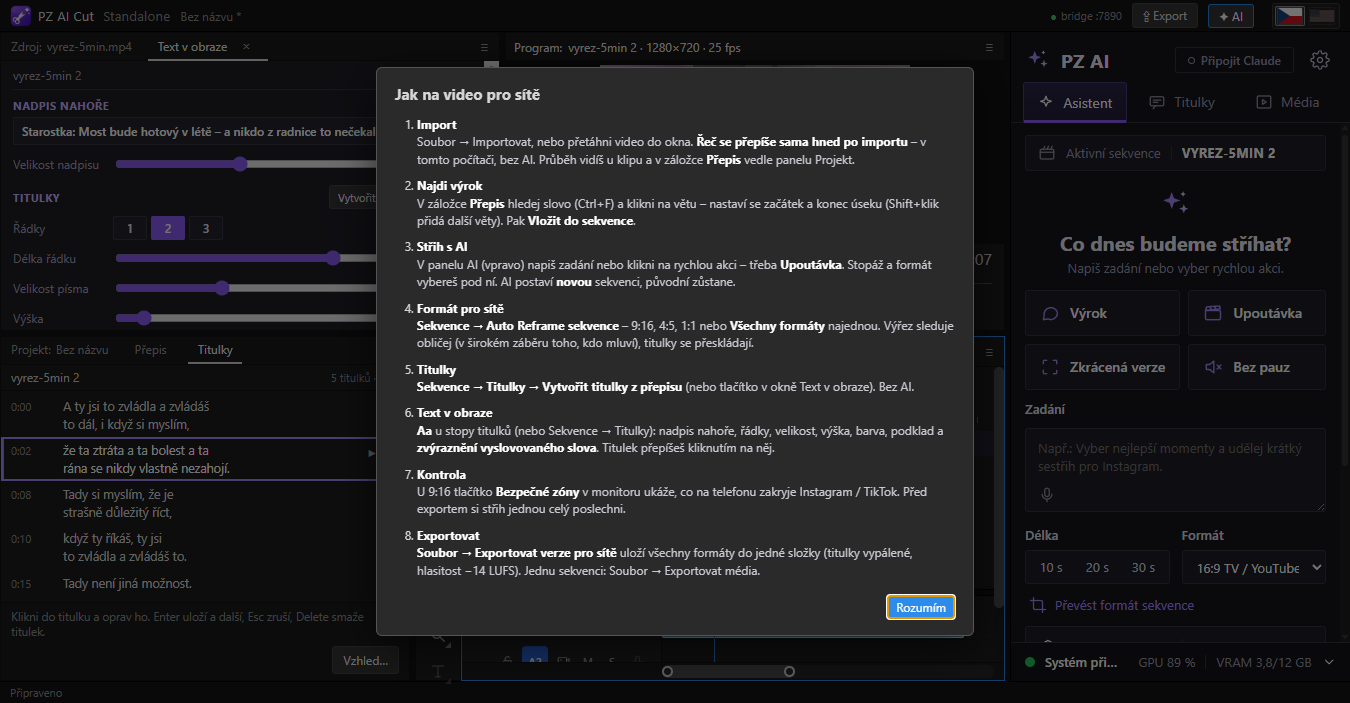 PZ AI Cut Standalone Bez názvu *
bridge :7890
Export
AI
Zdroj: vyrez-5min.mp4
Text v obraze ×
Program: vyrez-5min 2 · 1280×720 · 25 fps
vyrez-5min 2
NADPIS NAHOŘE
Starostka: Most bude hotový v létě – a nikdo z radnice to nečekal
Velikost nadpisu
TITULKY
Vytvořit
Řádky
1
2
3
Délka řádku
Velikost písma
Výška
Projekt: Bez názvu
Přepis
Titulky
vyrez-5min 2
5 titulků
0:00
A ty jsi to zvládla a zvládáš
to dál, i když si myslím,
0:02
že ta ztráta a ta bolest a ta
rána se nikdy vlastně nezahojí.
0:08
Tady si myslím, že je
strašně důležitý říct,
0:10
když ty říkáš, ty jsi
to zvládla a zvládáš to.
0:15
Tady není jiná možnost.
Klikni do titulku a oprav ho. Enter uloží a další, Esc zruší, Delete smaže
titulek.
Vzhled...
Připraveno
Jak na video pro sítě
1. Import
Soubor → Importovat, nebo přetáhni video do okna. Řeč se přepíše sama hned po importu – v
tomto počítači, bez AI. Průběh vidíš u klipu a v záložce Přepis vedle panelu Projekt.
2. Najdi výrok
V záložce Přepis hledej slovo (Ctrl+F) a klikni na větu – nastaví se začátek a konec úseku (Shift+klik
přidá další věty). Pak Vložit do sekvence.
3. Střih s AI
V panelu AI (vpravo) napiš zadání nebo klikni na rychlou akci – třeba Upoutávka. Stopáž a formát
vybereš pod ní. AI postaví novou sekvenci, původní zůstane.
4. Formát pro sítě
Sekvence → Auto Reframe sekvence – 9:16, 4:5, 1:1 nebo Všechny formáty najednou. Výřez sleduje
obličej (v širokém záběru toho, kdo mluví), titulky se přeskládají.
5. Titulky
Sekvence → Titulky → Vytvořit titulky z přepisu (nebo tlačítko v okně Text v obraze). Bez AI.
6. Text v obraze
Aa u stopy titulků (nebo Sekvence → Titulky): nadpis nahoře, řádky, velikost, výška, barva, podklad a
zvýraznění vyslovovaného slova. Titulek přepíšeš kliknutím na něj.
7. Kontrola
U 9:16 tlačítko Bezpečné zóny v monitoru ukáže, co na telefonu zakryje Instagram / TikTok. Před
exportem si střih jednou celý poslechni.
8. Exportovat
Soubor → Exportovat verze pro sítě uloží všechny formáty do jedné složky (titulky vypálené,
hlasitost −14 LUFS). Jednu sekvenci: Soubor → Exportovat média.
Rozumím
07
M S
PZ AI
Připojit Claude
Asistent
Titulky
Média
Aktivní sekvence VYREZ-5MIN 2
Co dnes budeme stříhat?
Napiš zadání nebo vyber rychlou akci.
Výrok
Upoutávka
Zkrácená verze
Bez pauz
Zadání
Např.: Vyber nejlepší momenty a udělej krátký
sestřih pro Instagram.
Délka
Formát
10 s 20 s 30 s
16:9 TV / YouTube
Převést formát sekvence
Systém při... GPU 89 % VRAM 3,8/12 GB